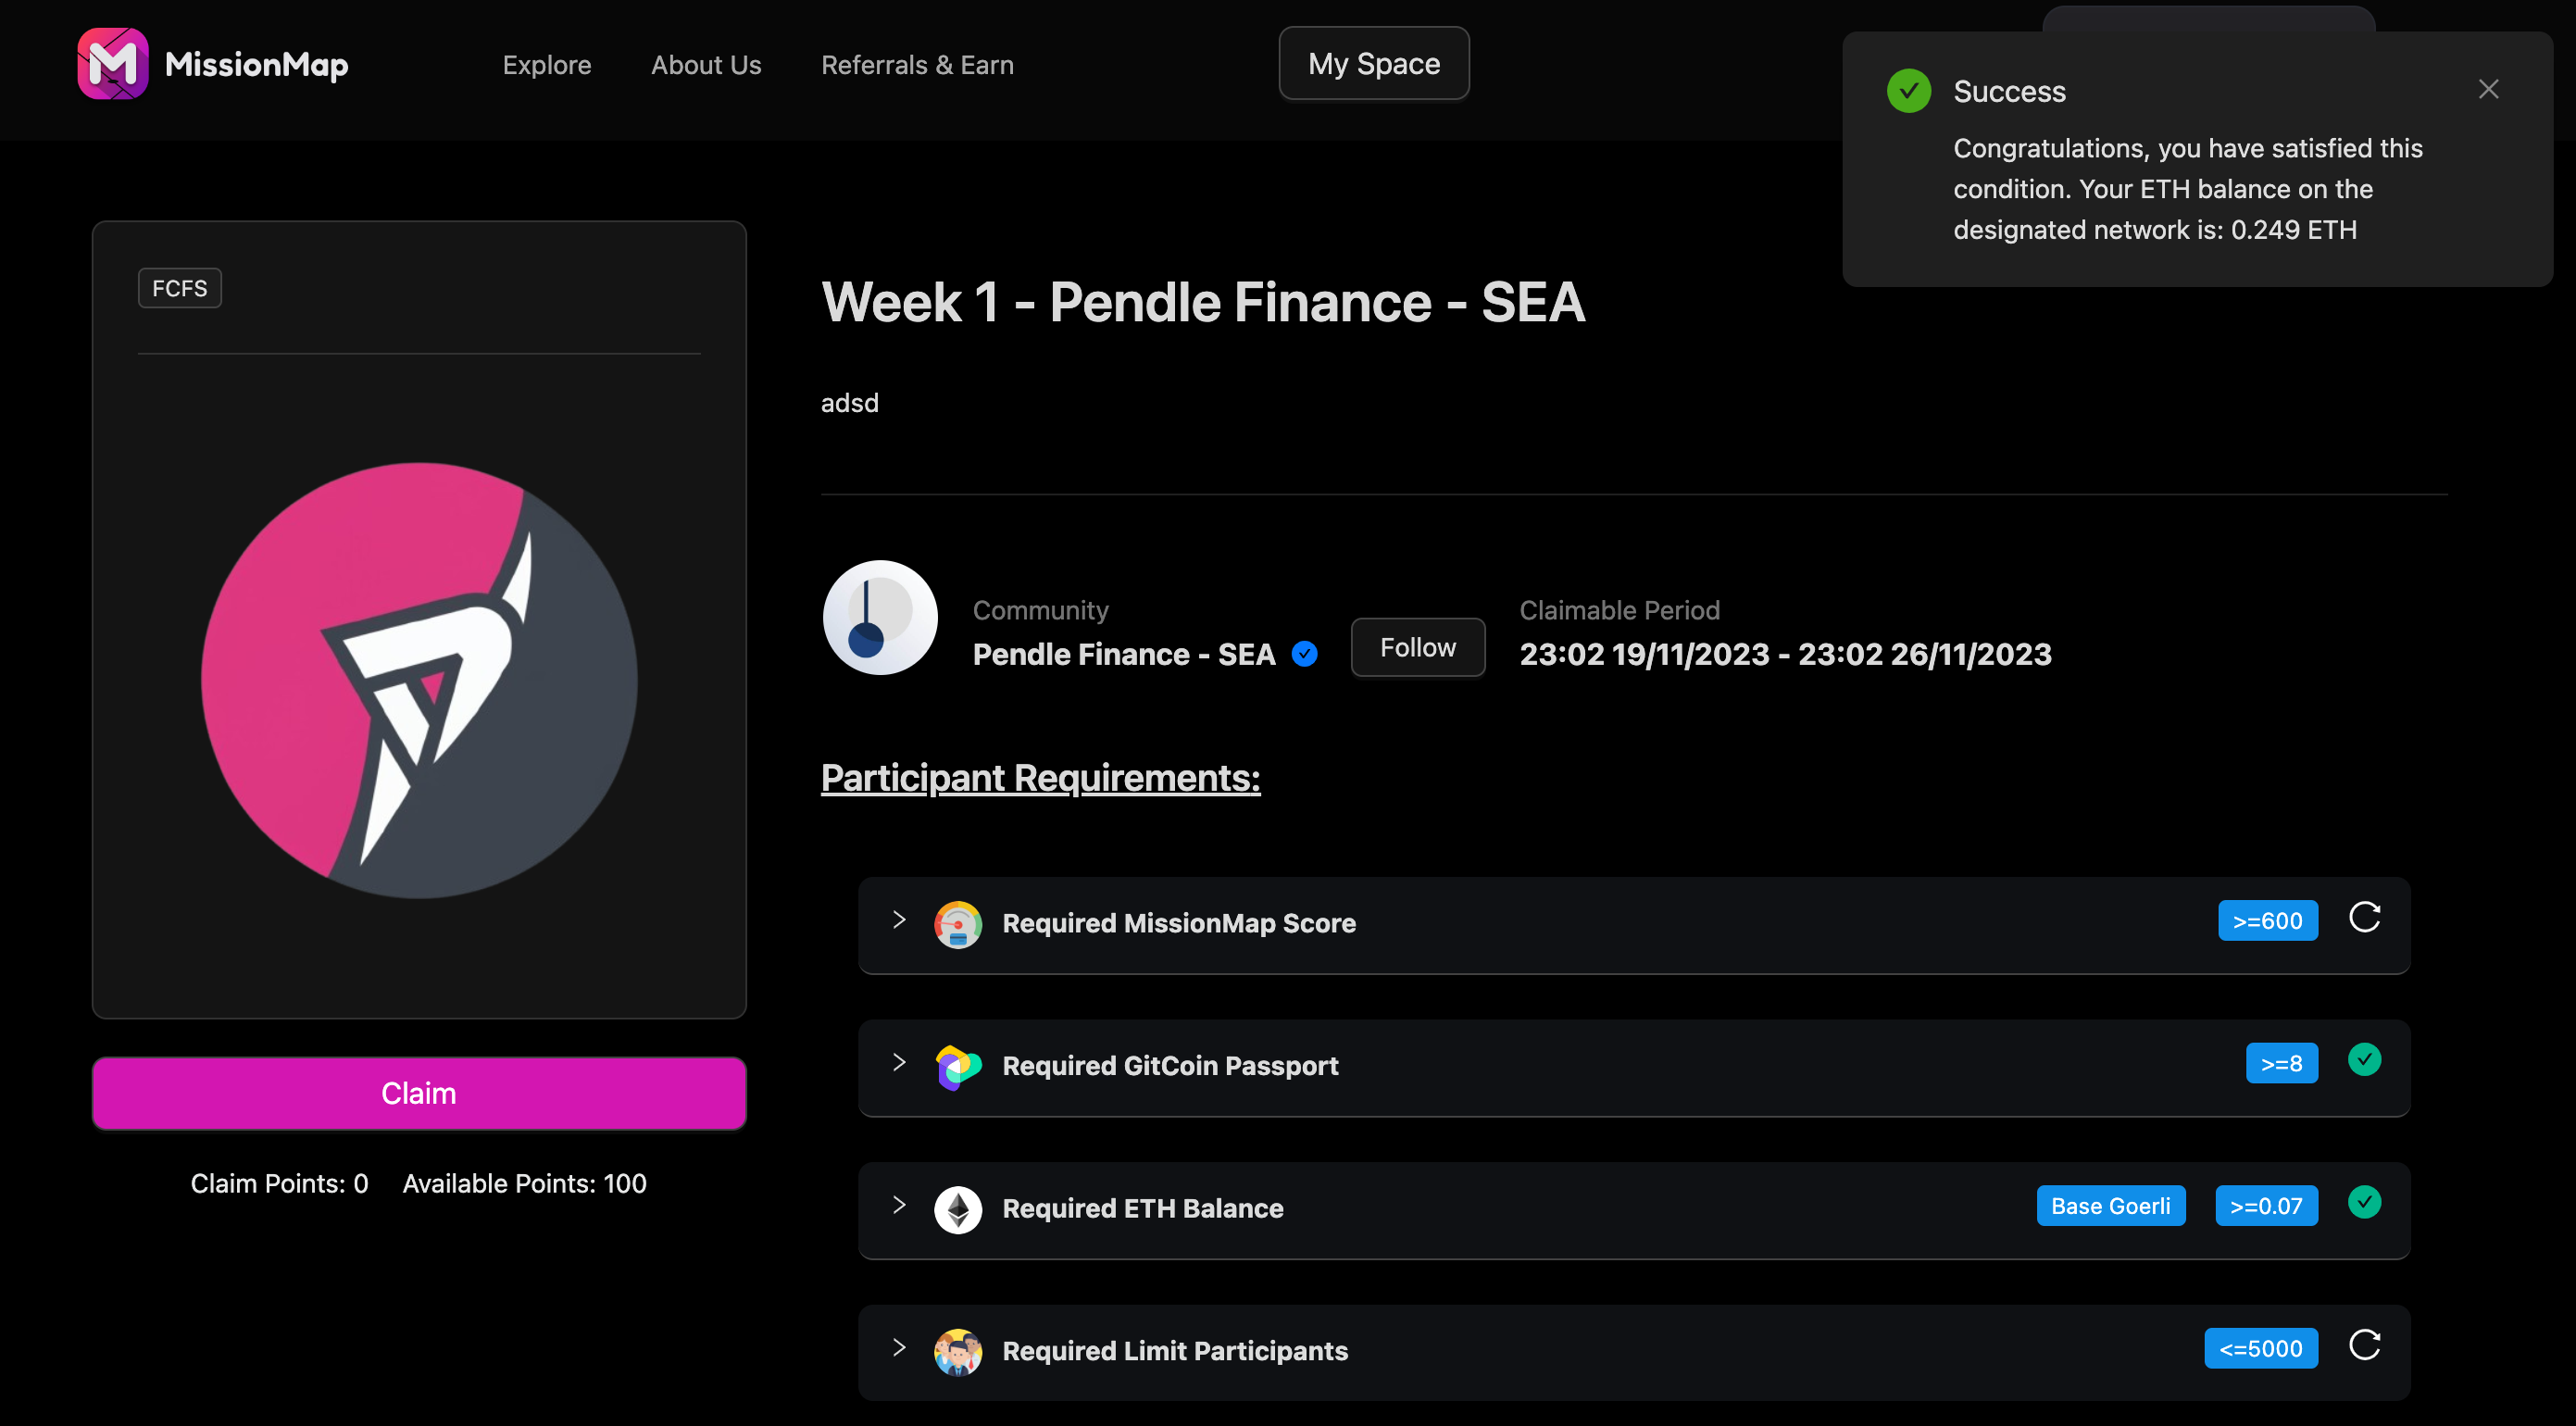 MissionMap
Explore
About Us
Referrals & Earn
My Space
Success
Congratulations, you have satisfied this
condition. Your ETH balance on the
designated network is: 0.249 ETH
FCFS
Week 1 - Pendle Finance - SEA
adsd
Community
Pendle Finance - SEA
Follow
Claimable Period
23:02 19/11/2023 - 23:02 26/11/2023
Participant Requirements:
Required MissionMap Score
>=600
Required GitCoin Passport
>=8
Required ETH Balance
Base Goerli
>=0.07
Required Limit Participants
<=5000
Claim
Claim Points: 0
Available Points: 100